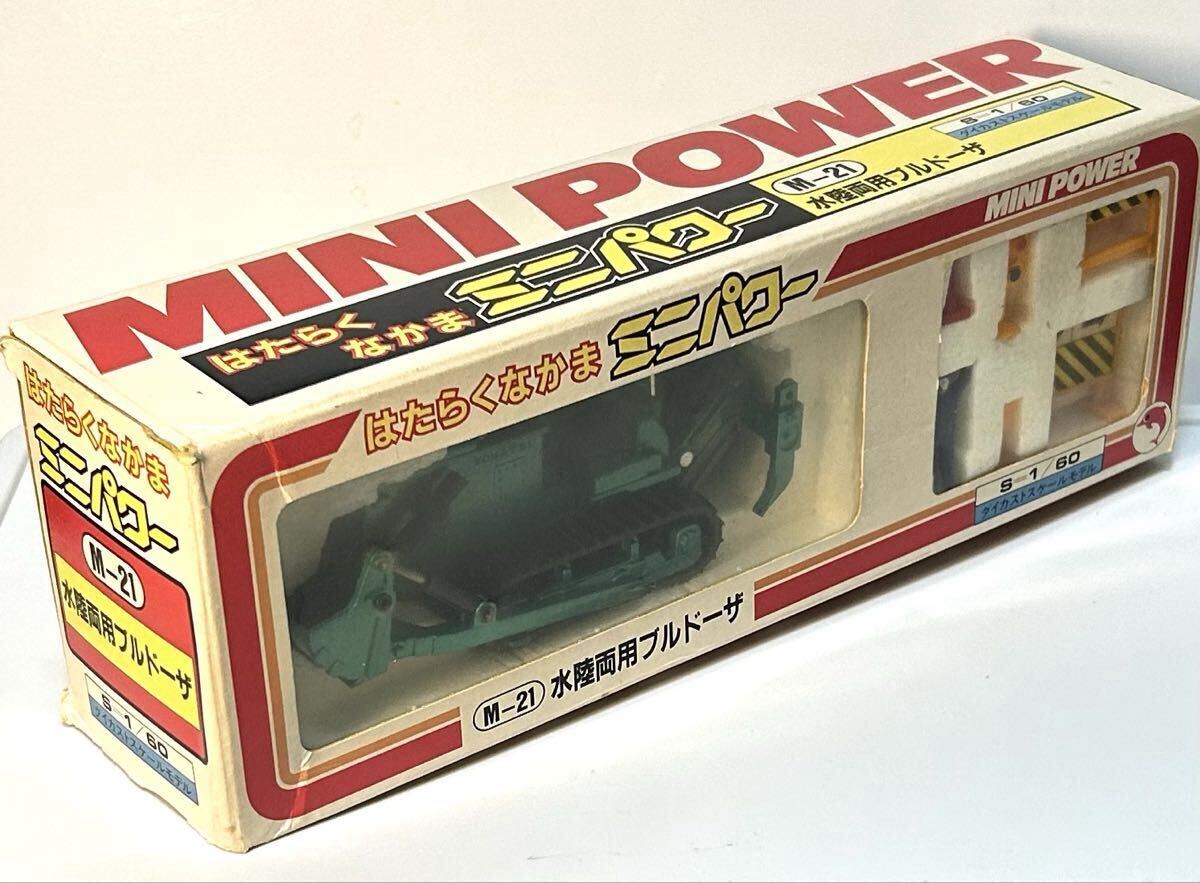 MINI POWER
はたらく
なかま
ミニパワー
M-21
水陸両用ブルドーザ
S-1/60
ダイカストスケールモデル
はたらくなかま ミニパワー
MINI POWER
S-1/60
ダイカストスケールモデル
M-21 水陸両用ブルドーザ
はたらくなかま
ミニパワー
M-21
水陸両用ブルドーザ
S-1/60
ダイカストスケールモデル